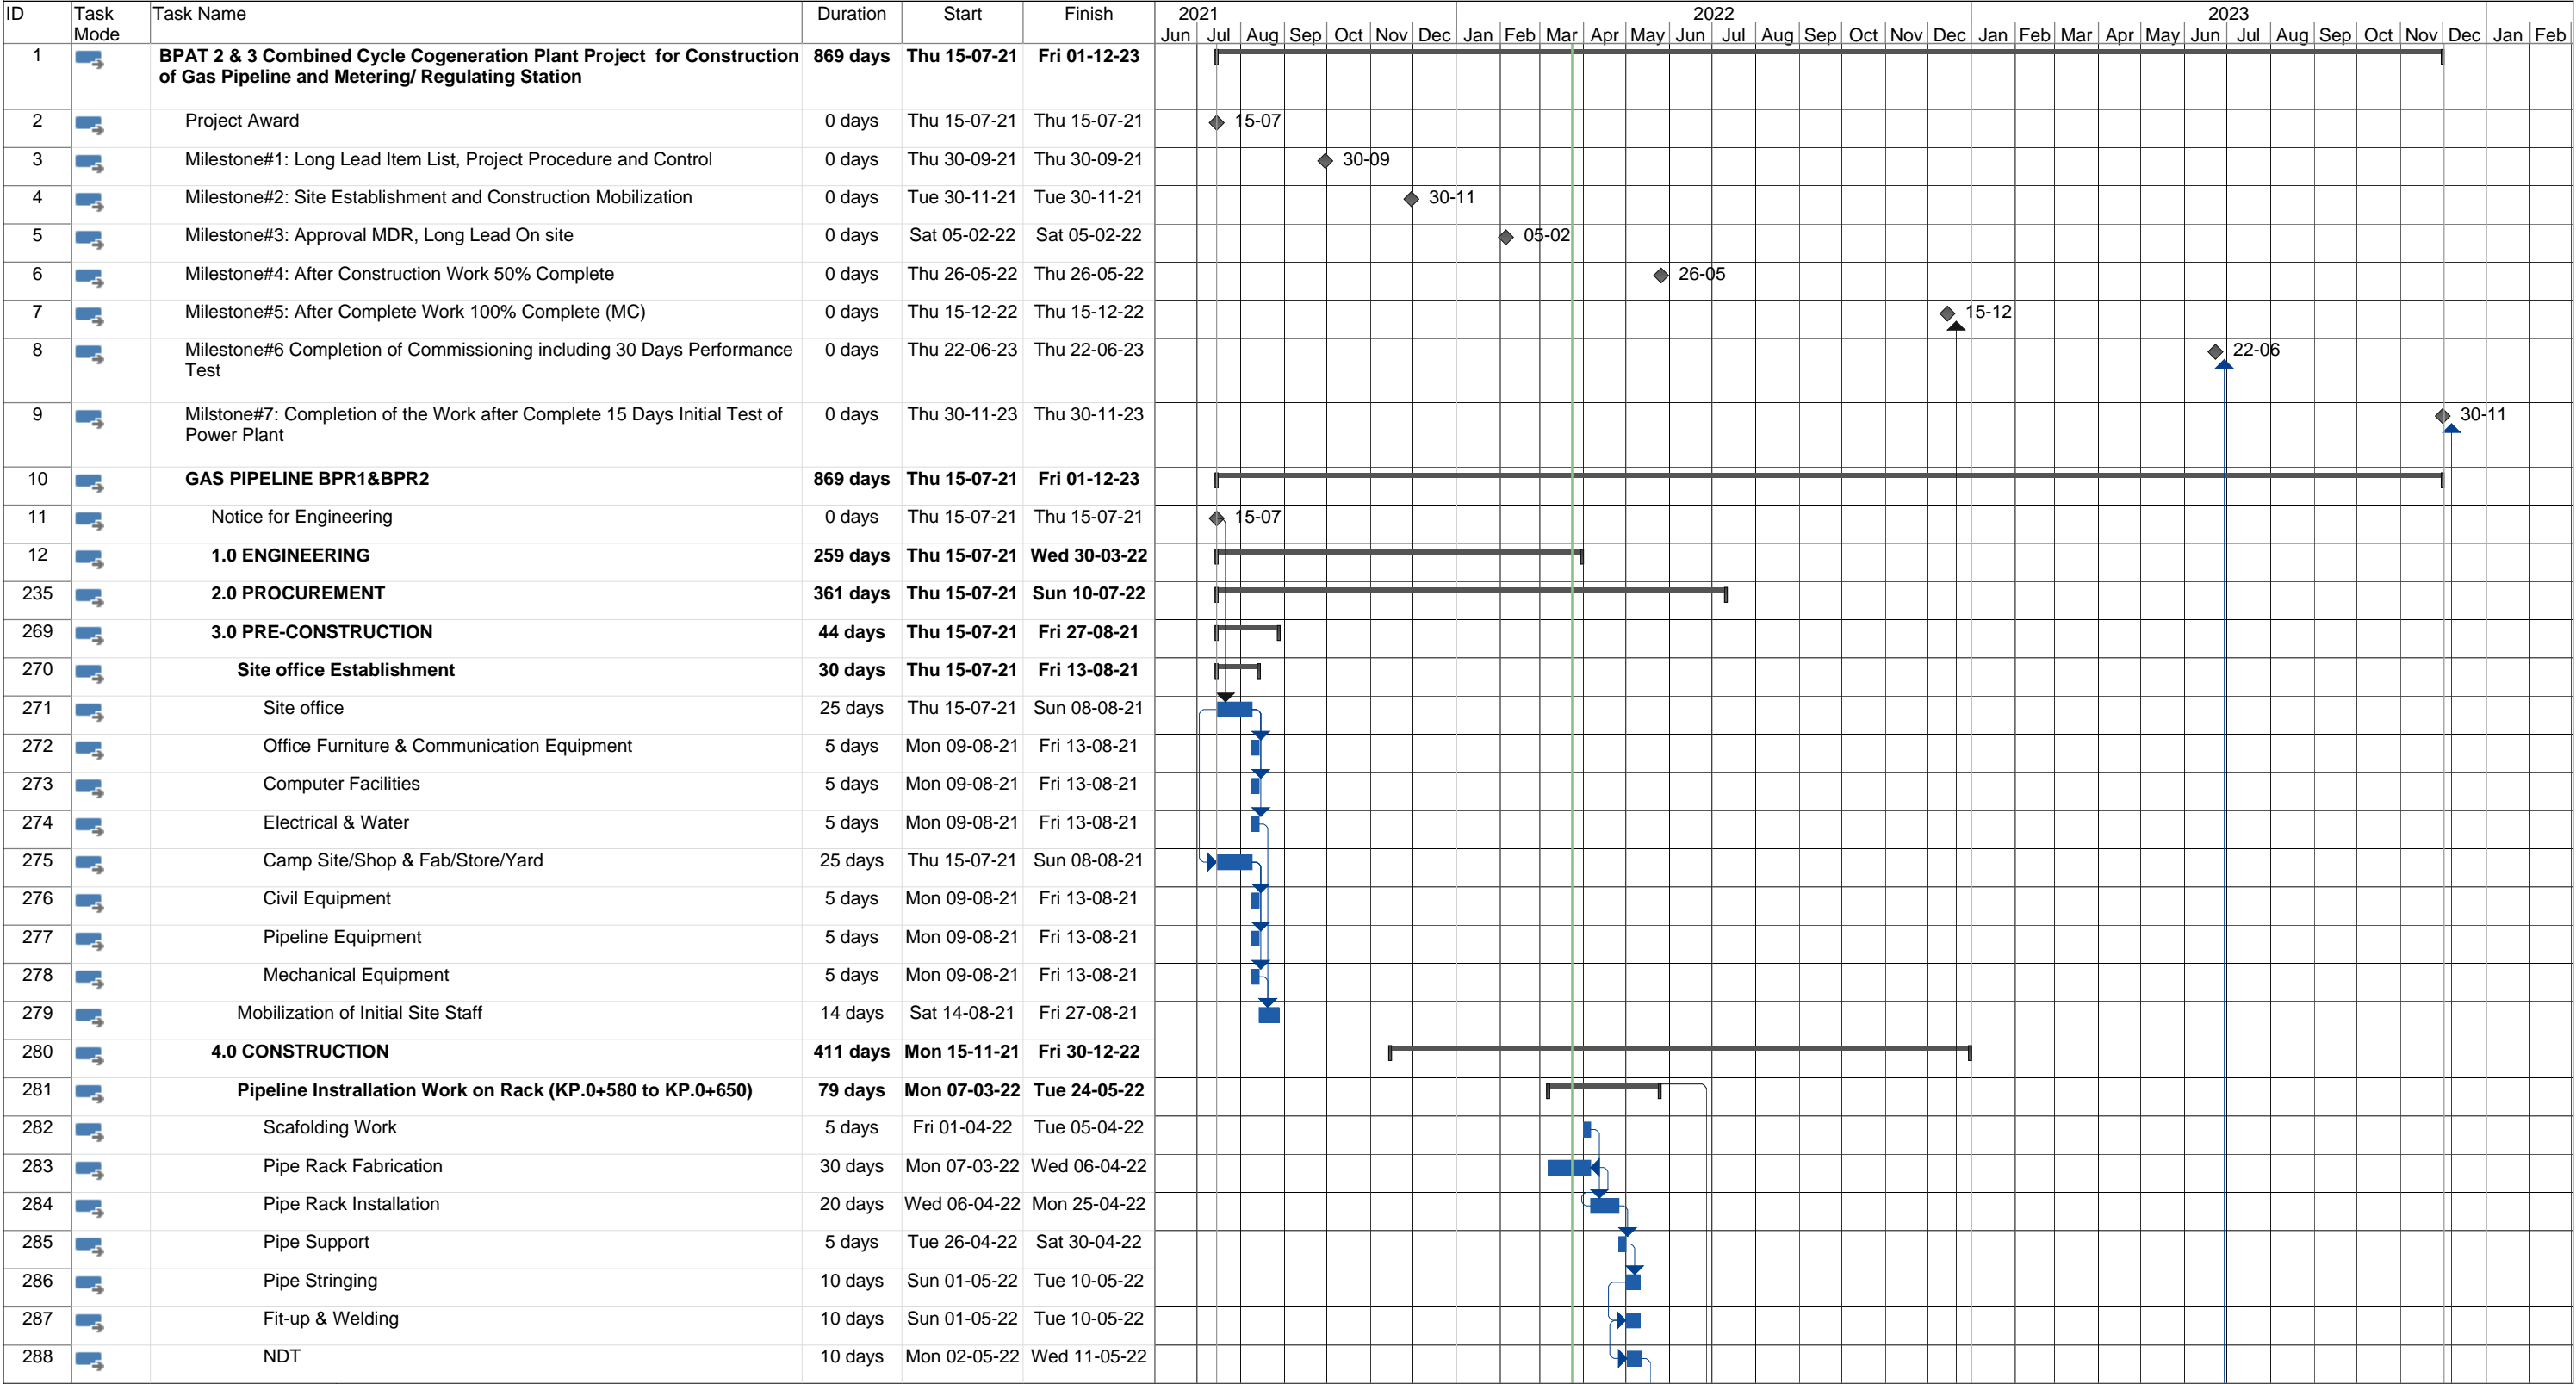 ID Task Mode Task Name Duration Start Finish 2021 2022 2023
Jun Jul Aug Sep Oct Nov Dec Jan Feb Mar Apr May Jun Jul Aug Sep Oct Nov Dec Jan Feb Mar Apr May Jun Jul Aug Sep Oct Nov Dec Jan Feb
1 BPAT 2 & 3 Combined Cycle Cogeneration Plant Project for Construction 869 days Thu 15-07-21 Fri 01-12-23
of Gas Pipeline and Metering/ Regulating Station
2 Project Award 0 days Thu 15-07-21 Thu 15-07-21 15-07
3 Milestone#1: Long Lead Item List, Project Procedure and Control 0 days Thu 30-09-21 Thu 30-09-21 30-09
4 Milestone#2: Site Establishment and Construction Mobilization 0 days Tue 30-11-21 Tue 30-11-21 30-11
5 Milestone#3: Approval MDR, Long Lead On site 0 days Sat 05-02-22 Sat 05-02-22 05-02
6 Milestone#4: After Construction Work 50% Complete 0 days Thu 26-05-22 Thu 26-05-22 26-05
7 Milestone#5: After Complete Work 100% Complete (MC) 0 days Thu 15-12-22 Thu 15-12-22 15-12
8 Milestone#6 Completion of Commissioning including 30 Days Performance 0 days Thu 22-06-23 Thu 22-06-23 22-06
Test
9 Milstone#7: Completion of the Work after Complete 15 Days Initial Test of 0 days Thu 30-11-23 Thu 30-11-23 30-11
Power Plant
10 GAS PIPELINE BPR1&BPR2 869 days Thu 15-07-21 Fri 01-12-23
11 Notice for Engineering 0 days Thu 15-07-21 Thu 15-07-21 15-07
12 1.0 ENGINEERING 259 days Thu 15-07-21 Wed 30-03-22
235 2.0 PROCUREMENT 361 days Thu 15-07-21 Sun 10-07-22
269 3.0 PRE-CONSTRUCTION 44 days Thu 15-07-21 Fri 27-08-21
270 Site office Establishment 30 days Thu 15-07-21 Fri 13-08-21
271 Site office 25 days Thu 15-07-21 Sun 08-08-21
272 Office Furniture & Communication Equipment 5 days Mon 09-08-21 Fri 13-08-21
273 Computer Facilities 5 days Mon 09-08-21 Fri 13-08-21
274 Electrical & Water 5 days Mon 09-08-21 Fri 13-08-21
275 Camp Site/Shop & Fab/Store/Yard 25 days Thu 15-07-21 Sun 08-08-21
276 Civil Equipment 5 days Mon 09-08-21 Fri 13-08-21
277 Pipeline Equipment 5 days Mon 09-08-21 Fri 13-08-21
278 Mechanical Equipment 5 days Mon 09-08-21 Fri 13-08-21
279 Mobilization of Initial Site Staff 14 days Sat 14-08-21 Fri 27-08-21
280 4.0 CONSTRUCTION 411 days Mon 15-11-21 Fri 30-12-22
281 Pipeline Instrallation Work on Rack (KP.0+580 to KP.0+650) 79 days Mon 07-03-22 Tue 24-05-22
282 Scafolding Work 5 days Fri 01-04-22 Tue 05-04-22
283 Pipe Rack Fabrication 30 days Mon 07-03-22 Wed 06-04-22
284 Pipe Rack Installation 20 days Wed 06-04-22 Mon 25-04-22
285 Pipe Support 5 days Tue 26-04-22 Sat 30-04-22
286 Pipe Stringing 10 days Sun 01-05-22 Tue 10-05-22
287 Fit-up & Welding 10 days Sun 01-05-22 Tue 10-05-22
288 NDT 10 days Mon 02-05-22 Wed 11-05-22